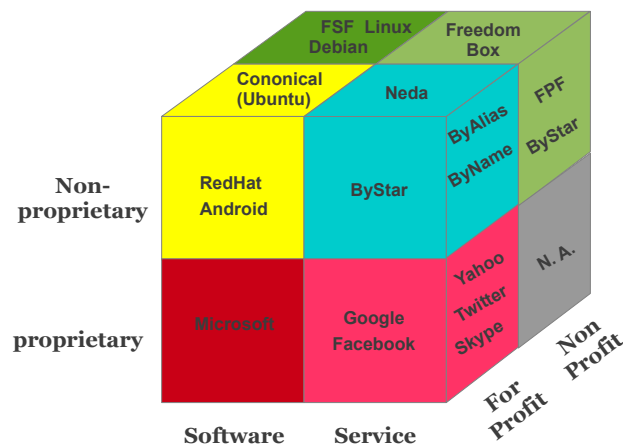 FSF Linux
Debian
Freedom
Box
Cononical
(Ubuntu)
Neda
FPF
ByStar
ByAlias
ByName
Non-
proprietary
RedHat
Android
ByStar
Yahoo
Twitter
Skype
N. A.
proprietary
Microsoft
Google
Facebook
For
Profit
Non
Profit
Software
Service